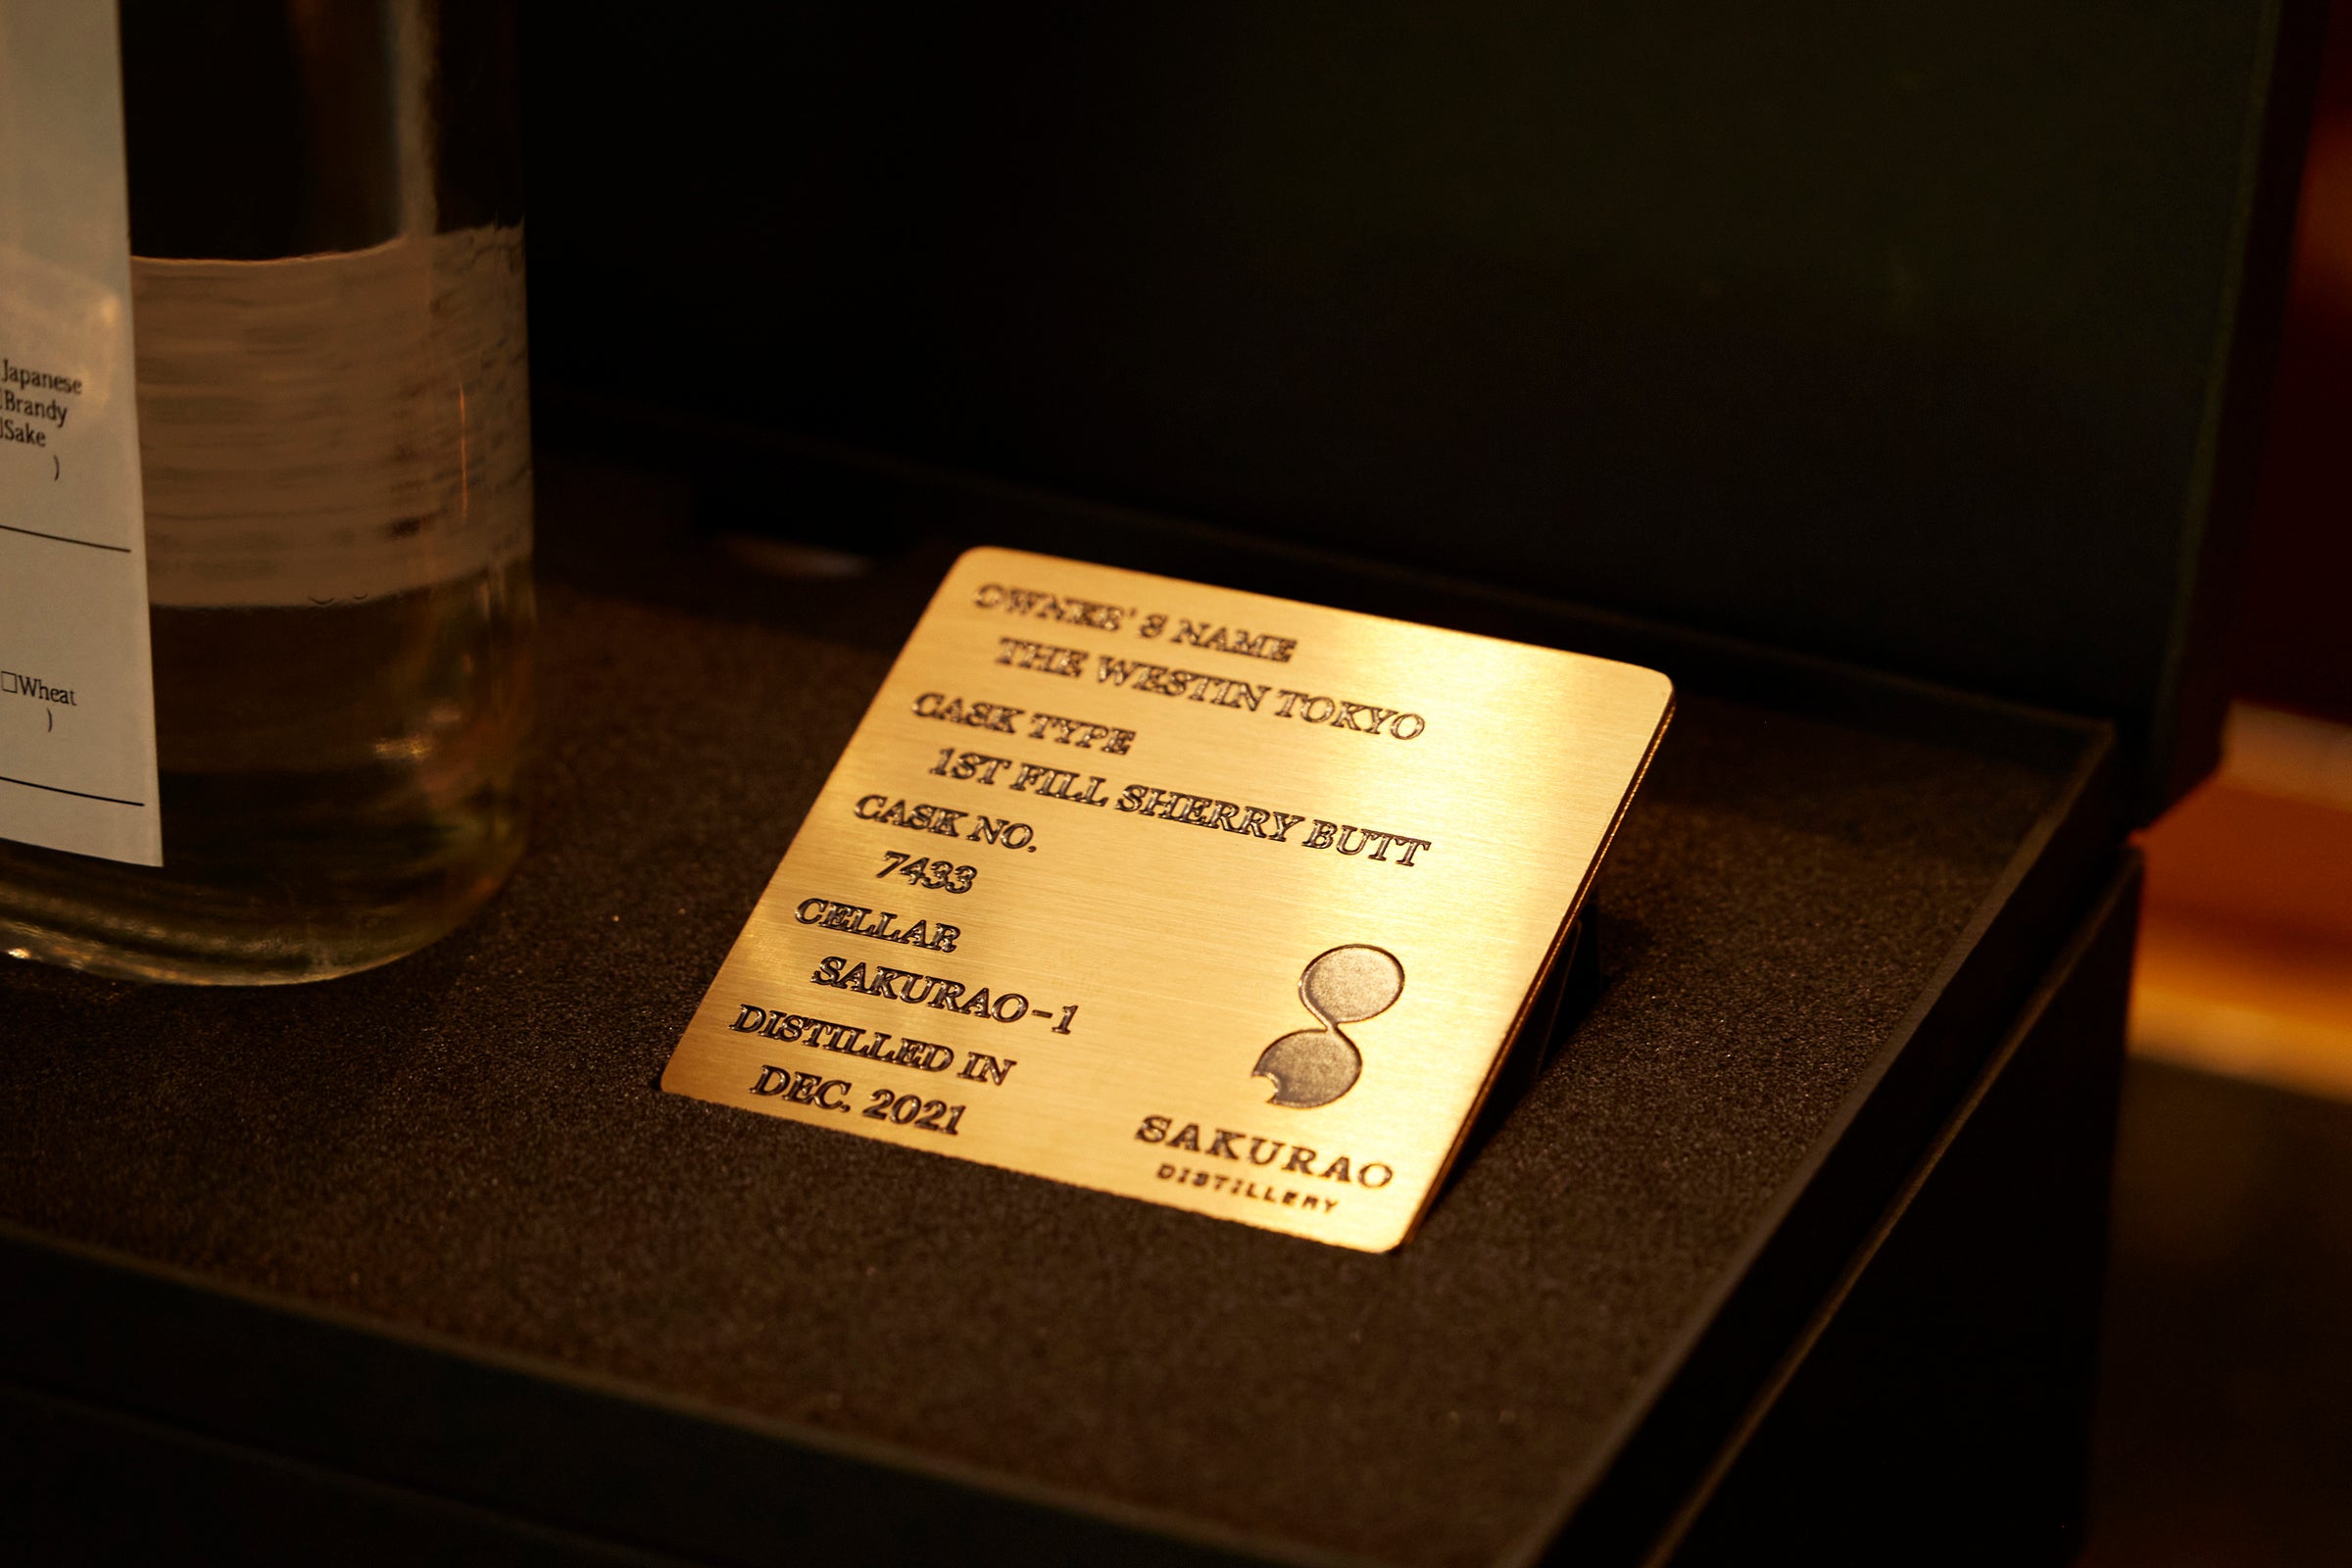 Japanese
□Brandy
□Sake
)
□Wheat
)
OWNER'S NAME
THE WESTIN TOKYO
CASK TYPE
1ST FILL SHERRY BUTT
CASK NO.
7433
CELLAR
SAKURAO-1
DISTILLED IN
DEC. 2021
SAKURAO
DISTILLERY